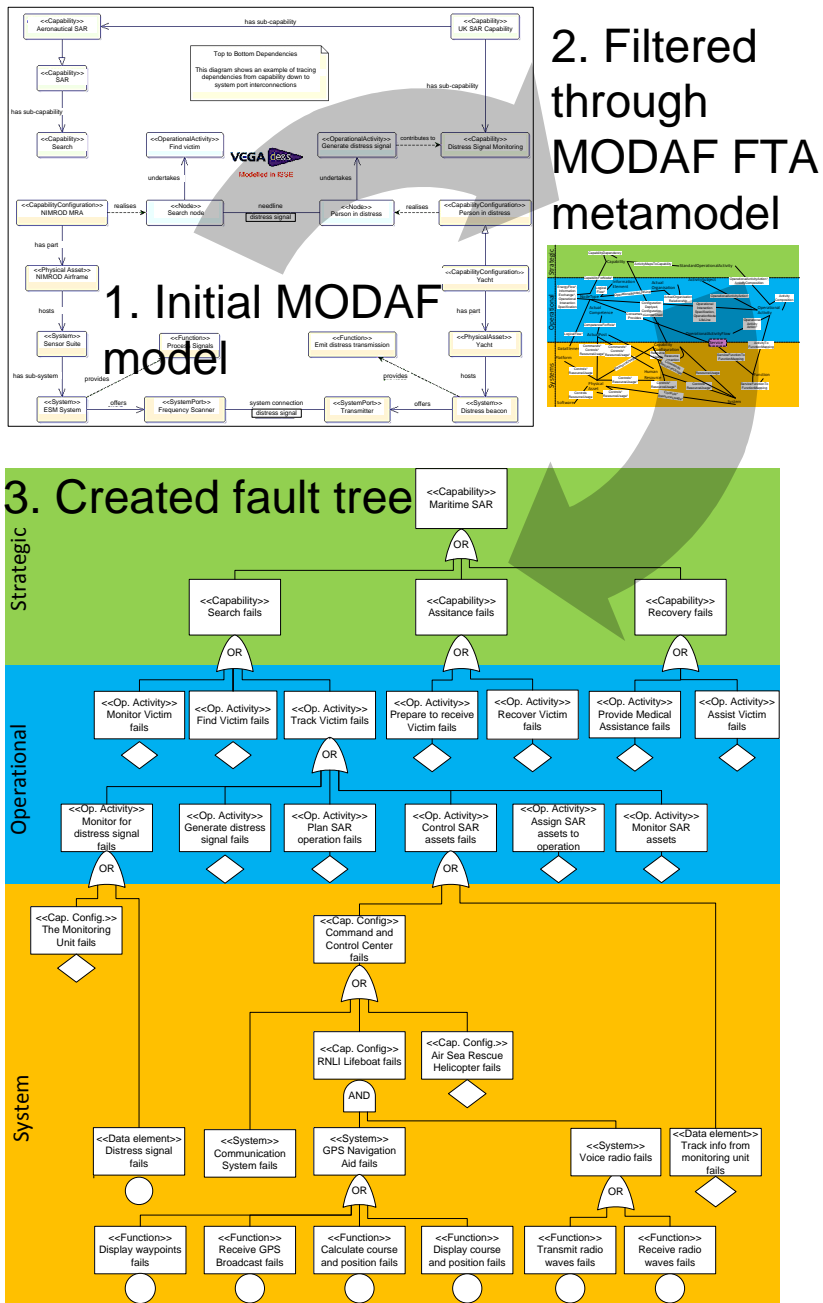 <<Capability>>
Aeronautical SAR
has sub-capability
<<Capability>>
UK SAR Capability
Top to Bottom Dependencies
This diagram shows an example of tracing
dependencies from capability down to
system port interconnections
<<Capability>>
SAR
has sub-capability
has sub-capability
<<Capability>>
Search
<<OperationalActivity>>
Find victim
VEGA de&s
Modelled in ISSE
<<OperationalActivity>>
Generate distress signal
contributes to
<<Capability>>
Distress Signal Monitoring
undertakes
undertakes
<<CapabilityConfiguration>>
NIMROD MRA
realises
<<Node>>
Search node
needline
distress signal
<<Node>>
Person in distress
realises
<<CapabilityConfiguration>>
Person in distress
has part
<<Physical Asset>>
NIMROD Airframe
<<CapabilityConfiguration>>
Yacht
hosts
has part
<<System>>
Sensor Suite
<<Function>>
Process Signals
<<Function>>
Emit distress transmission
<<PhysicalAsset>>
Yacht
has sub-system
provides
provides
hosts
<<System>>
ESM System
offers
<<SystemPort>>
Frequency Scanner
system connection
distress signal
<<SystemPort>>
Transmitter
offers
<<System>>
Distress beacon
1. Initial MODAF
model
2. Filtered
through
MODAF FTA
metamodel
Strategic
Operational
Systems
Capability
StandardOperationalActivity
Physical
Asset
Software
3. Created fault tree
Strategic
<<Capability>>
Maritime SAR
OR
<<Capability>>
Search fails
<<Capability>>
Assitance fails
<<Capability>>
Recovery fails
OR
OR
OR
Operational
<<Op. Activity>>
Monitor Victim
fails
<<Op. Activity>>
Find Victim fails
<<Op. Activity>>
Track Victim fails
<<Op. Activity>>
Prepare to receive
Victim fails
<<Op. Activity>>
Recover Victim
fails
<<Op. Activity>>
Provide Medical
Assistance fails
<<Op. Activity>>
Assist Victim
fails
OR
<<Op. Activity>>
Monitor for
distress signal
fails
<<Op. Activity>>
Generate distress
signal fails
<<Op. Activity>>
Plan SAR
operation fails
<<Op. Activity>>
Control SAR
assets fails
<<Op. Activity>>
Assign SAR
assets to
operation
<<Op. Activity>>
Monitor SAR
assets
OR
OR
System
<<Cap. Config.>>
The Monitoring
Unit fails
<<Cap. Config>>
Command and
Control Center
fails
OR
<<Cap. Config>>
RNLI Lifeboat fails
<<Cap. Config.>>
Air Sea Rescue
Helicopter fails
AND
<<Data element>>
Distress signal
fails
<<System>>
Communication
System fails
<<System>>
GPS Navigation
Aid fails
<<System>>
Voice radio fails
<<Data element>>
Track info from
monitoring unit
fails
OR
OR
<<Function>>
Display waypoints
fails
<<Function>>
Receive GPS
Broadcast fails
<<Function>>
Calculate course
and position fails
<<Function>>
Display course
and position fails
<<Function>>
Transmit radio
waves fails
<<Function>>
Receive radio
waves fails